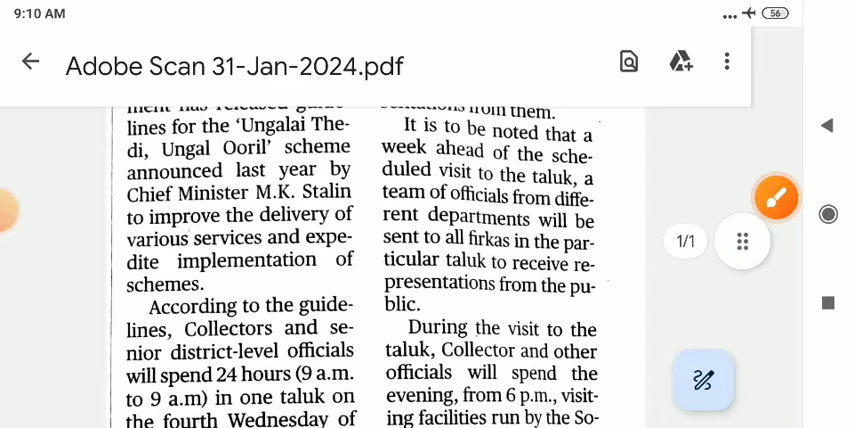 9:10 AM
56
Adobe Scan 31-Jan-2024.pdf
ment has released guide-
lines for the ‘Ungalai The-
di, Ungal Ooril’ scheme
announced last year by
Chief Minister M.K. Stalin
to improve the delivery of
various services and expe-
dite implementation of
schemes.
According to the guide-
lines, Collectors and se-
nior district-level officials
will spend 24 hours (9 a.m.
to 9 a.m) in one taluk on
the fourth Wednesday of
sentations from them.
It is to be noted that a
week ahead of the sche-
duled visit to the taluk, a
team of officials from diffe-
rent departments will be
sent to all firkas in the par-
ticular taluk to receive re-
presentations from the pu-
blic.
During the visit to the
taluk, Collector and other
officials will spend the
evening, from 6 p.m., visit-
ing facilities run by the So-
1/1